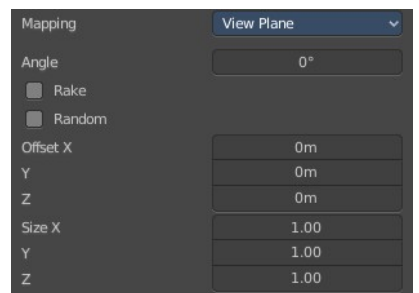 Mapping View Plane
Angle 0°
Rake
Random
Offset X 0m
Y 0m
Z 0m
Size X 1.00
Y 1.00
Z 1.00